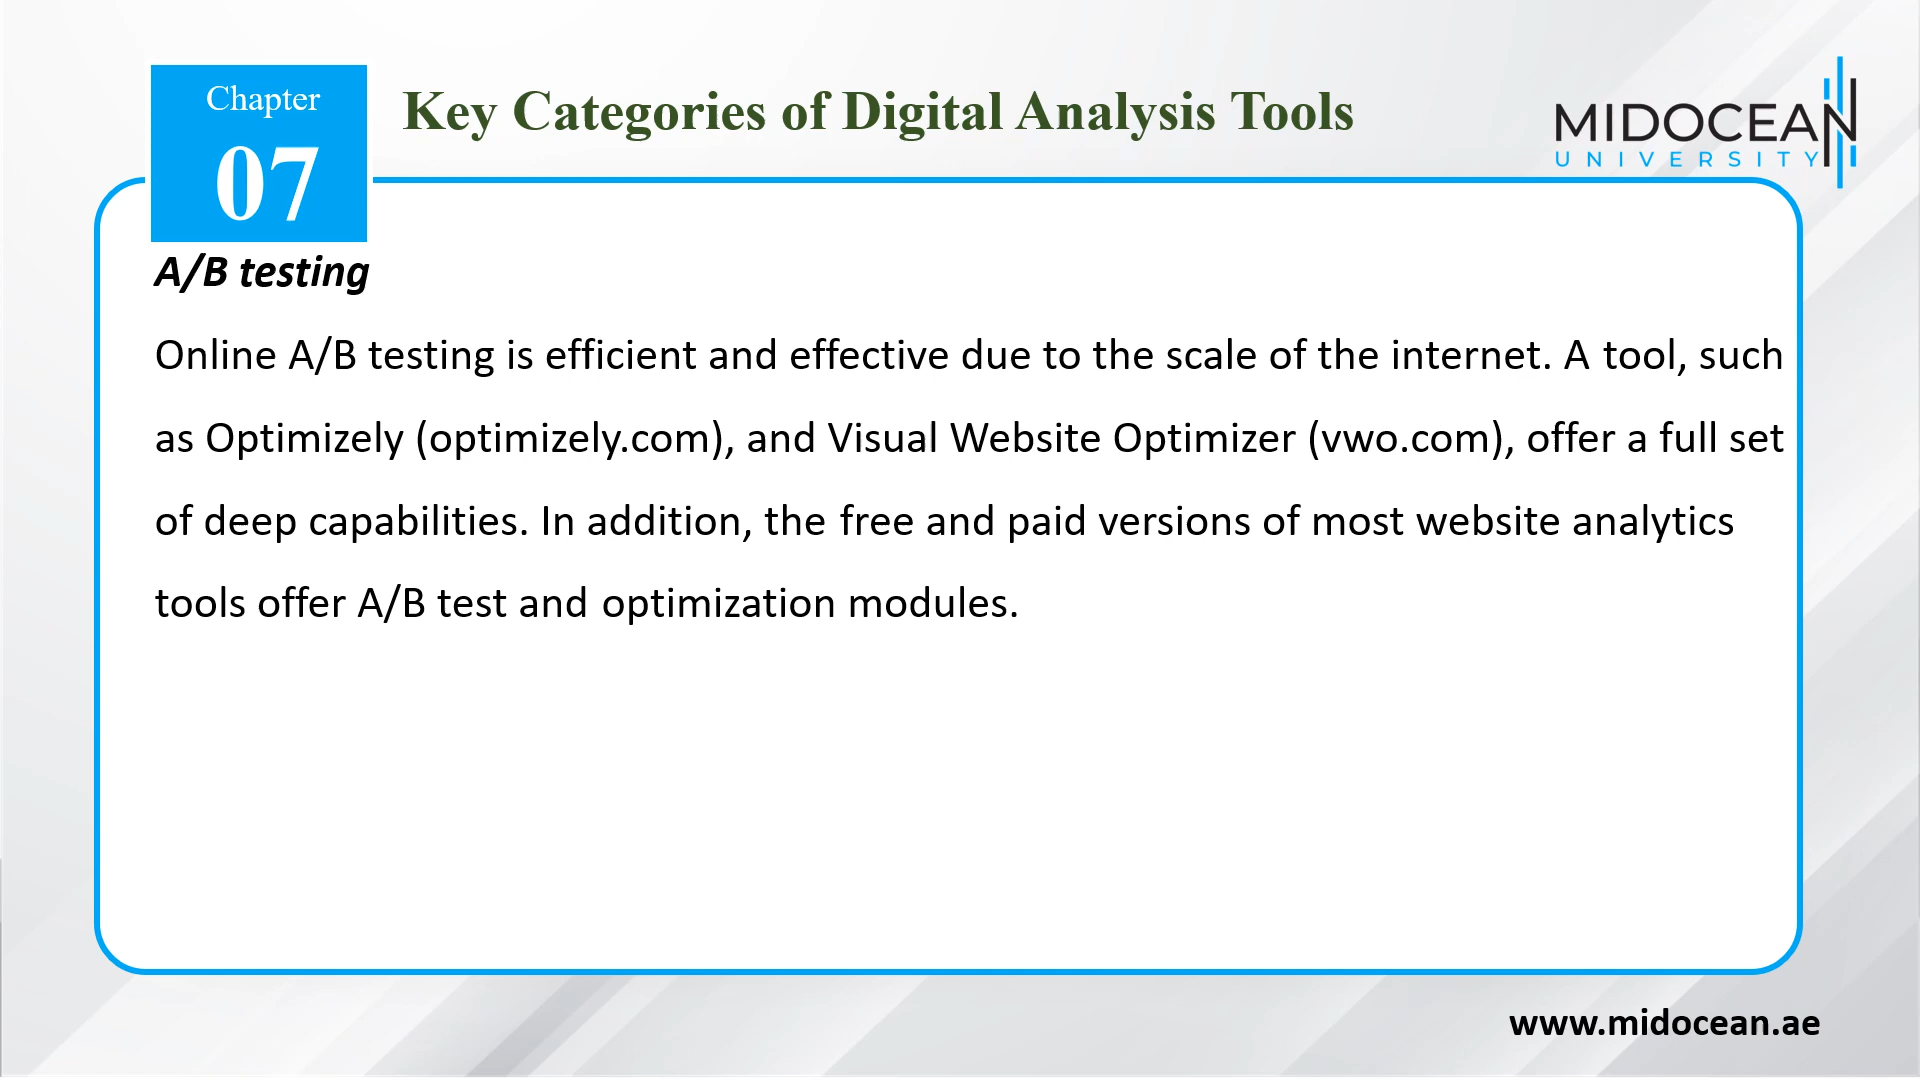 Chapter
07
Key Categories of Digital Analysis Tools
MIDOCEAN
UNIVERSITY
A/B testing
Online A/B testing is efficient and effective due to the scale of the internet. A tool, such
as Optimizely (optimizely.com), and Visual Website Optimizer (vwo.com), offer a full set
of deep capabilities. In addition, the free and paid versions of most website analytics
tools offer A/B test and optimization modules.
www.midocean.ae